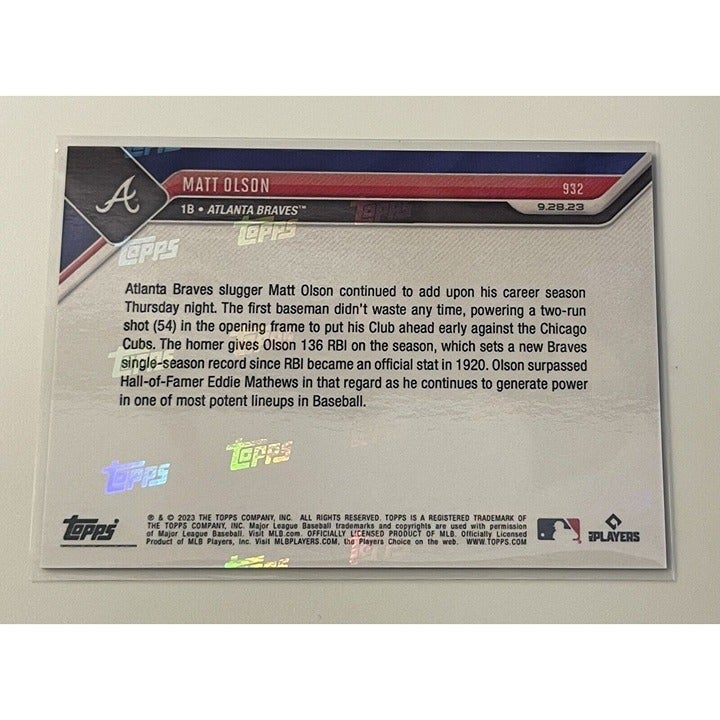 TOPPS
A
MATT OLSON 932
1B • ATLANTA BRAVES™ TOPPS 9.28.23
TOPPS TOPPS
Atlanta Braves slugger Matt Olson continued to add upon his career season
Thursday night. The first baseman didn't waste any time, powering a two-run
shot (54) in the opening frame to put his Club ahead early against the Chicago
Cubs. The homer gives Olson 136 RBI on the season, which sets a new Braves
single-season record since RBI became an official stat in 1920. Olson surpassed
Hall-of-Famer Eddie Mathews in that regard as he continues to generate power
in one of most potent lineups in Baseball.
TOPPS TOPPS
Topps
® & © 2023 THE TOPPS COMPANY, INC. ALL RIGHTS RESERVED. TOPPS IS A REGISTERED TRADEMARK OF
THE TOPPS COMPANY, INC. Major League Baseball trademarks and copyrights are used with permission
of Major League Baseball. Visit MLB.com. OFFICIALLY LICENSED PRODUCT OF MLB. Officially Licensed
Product of MLB Players, Inc. Visit MLBPLAYERS.COM, the Players Choice on the web. WWW.TOPPS.COM
PLAYERS